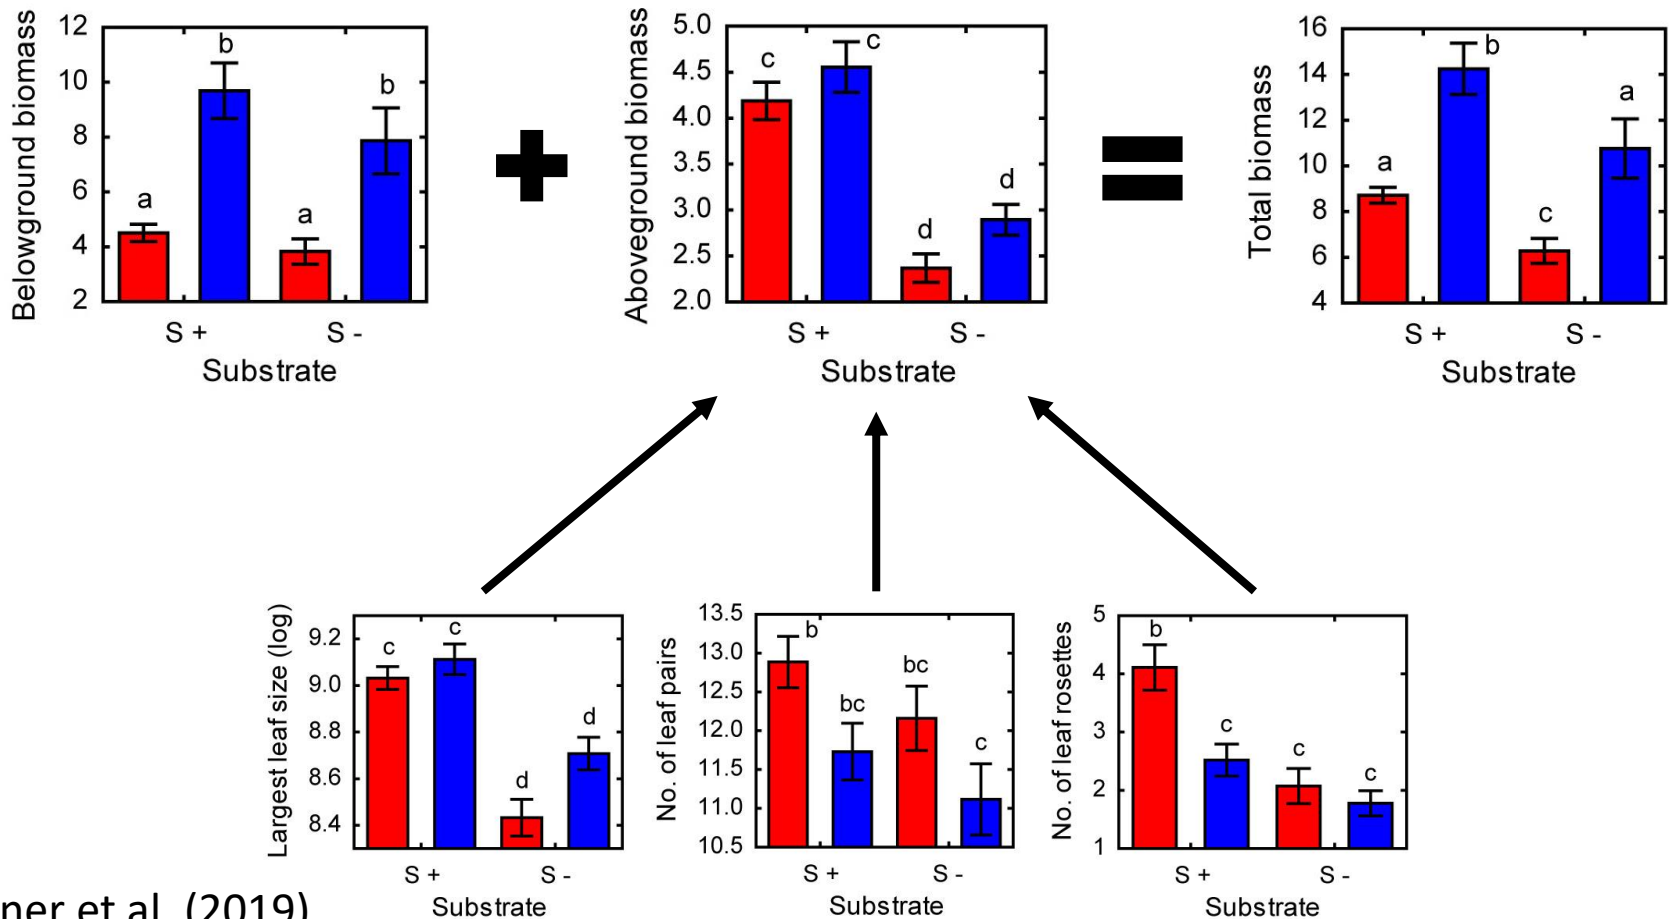 Belowground biomass
12
10
8
6
4
2
a
b
a
b
S +
S -
Substrate
Aboveground biomass
5.0
4.5
4.0
3.5
3.0
2.5
2.0
c
c
d
d
S +
S -
Substrate
Total biomass
16
14
12
10
8
6
4
a
b
c
a
S +
S -
Substrate
Largest leaf size (log)
9.2
9.0
8.8
8.6
8.4
c
c
d
d
S +
S -
Substrate
No. of leaf pairs
13.5
13.0
12.5
12.0
11.5
11.0
10.5
b
bc
bc
c
S +
S -
Substrate
No. of leaf rosettes
5
4
3
2
1
b
c
c
c
S +
S -
Substrate
et al. (2019)